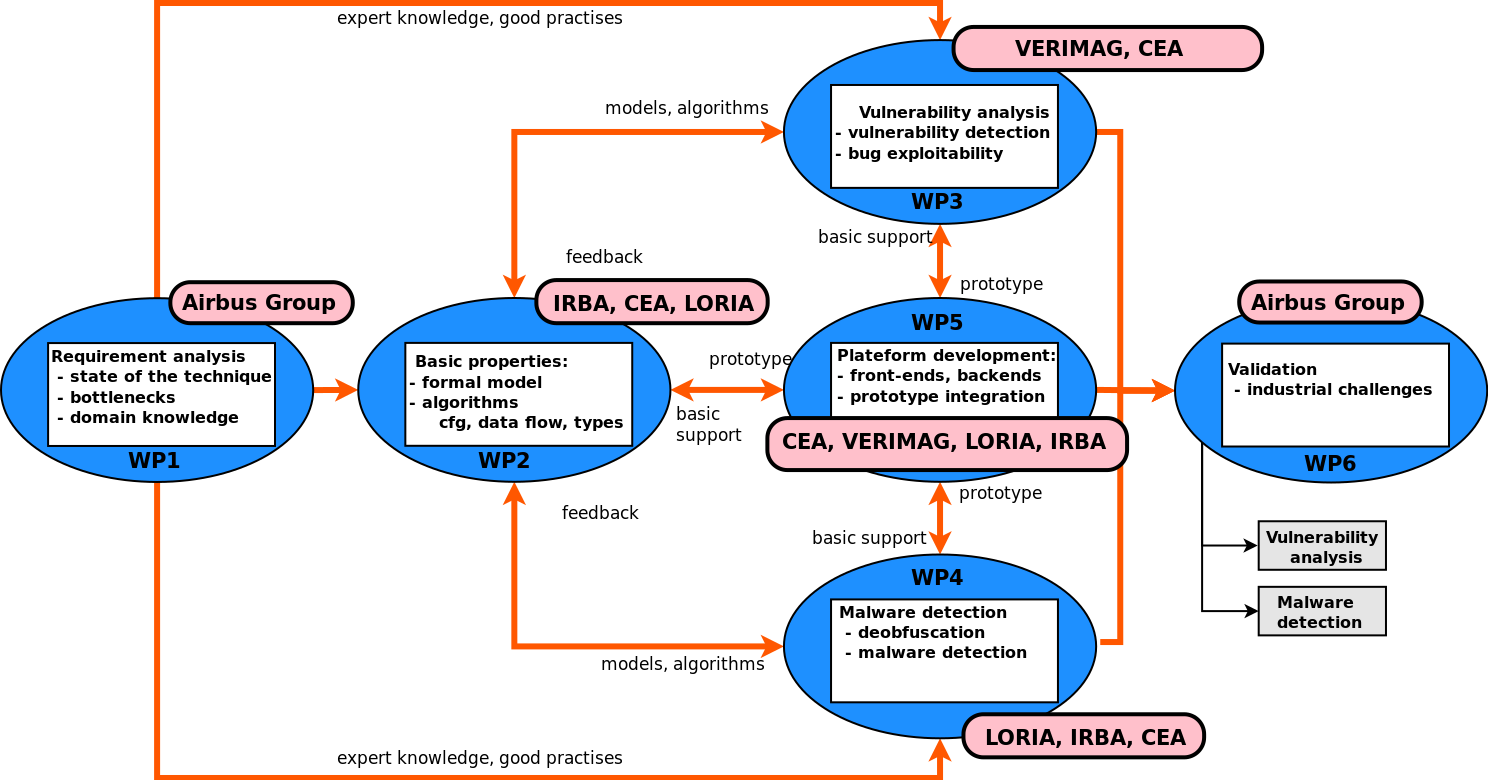 expert knowledge, good practises
VERIMAG, CEA
models, algorithms
Vulnerability analysis
- vulnerability detection
- bug exploitability
WP3
basic support
feedback
prototype
Airbus Group
Requirement analysis
- state of the technique
- bottlenecks
- domain knowledge
WP1
IRBA, CEA, LORIA
Basic properties:
- formal model
- algorithms
cfg, data flow, types
WP2
prototype
basic
support
WP5
Plateform development:
- front-ends, backends
- prototype integration
CEA, VERIMAG, LORIA, IRBA
Airbus Group
Validation
- industrial challenges
WP6
prototype
feedback
basic support
Vulnerability
analysis
Malware
detection
WP4
Malware detection
- deobfuscation
- malware detection
models, algorithms
LORIA, IRBA, CEA
expert knowledge, good practises